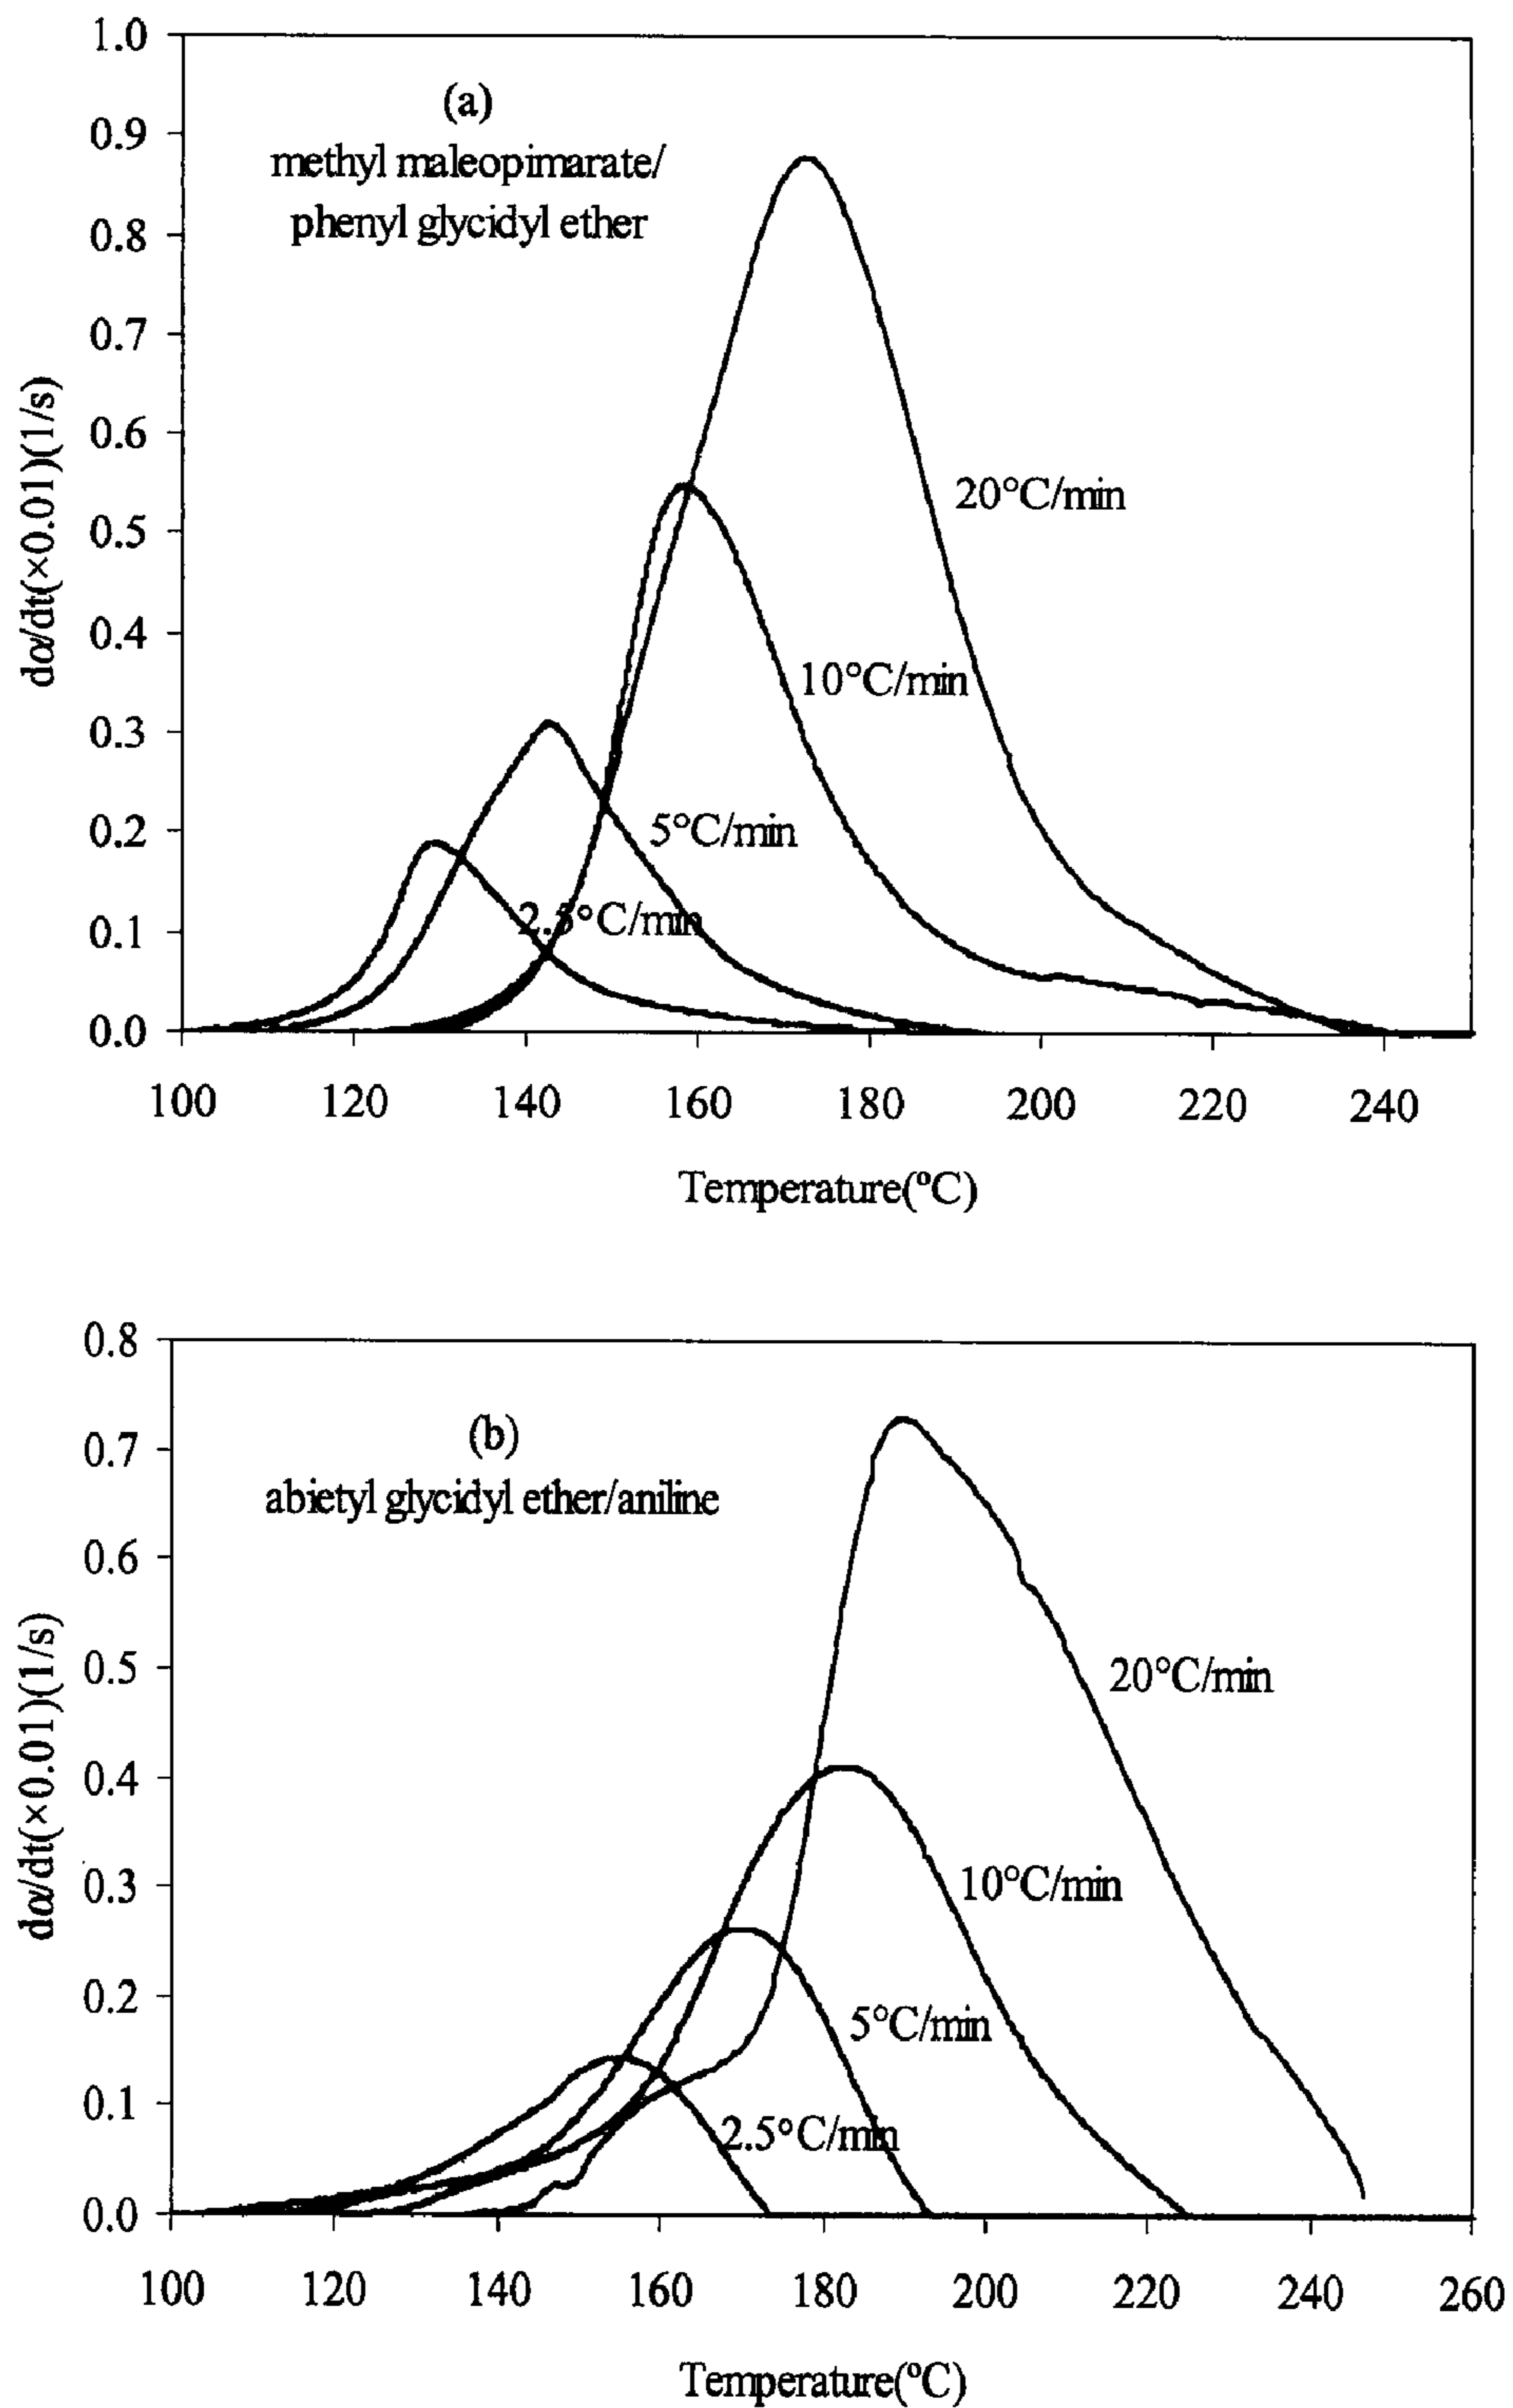 1.0
0.9
0.8
0.7
0.6
0.5
0.4
0.3
0.2
0.1
0.0
dα/dt(×0.01)(1/s)
(a)
methyl maleopimarate/
phenyl glycidyl ether
20°C/min
10°C/min
5°C/min
2.5°C/min
100 120 140 160 180 200 220 240
Temperature(°C)
0.8
0.7
0.6
0.5
0.4
0.3
0.2
0.1
0.0
dα/dt(×0.01)(1/s)
(b)
abietyl glycidyl ether/aniline
20°C/min
10°C/min
5°C/min
2.5°C/min
100 120 140 160 180 200 220 240 260
Temperature(°C)